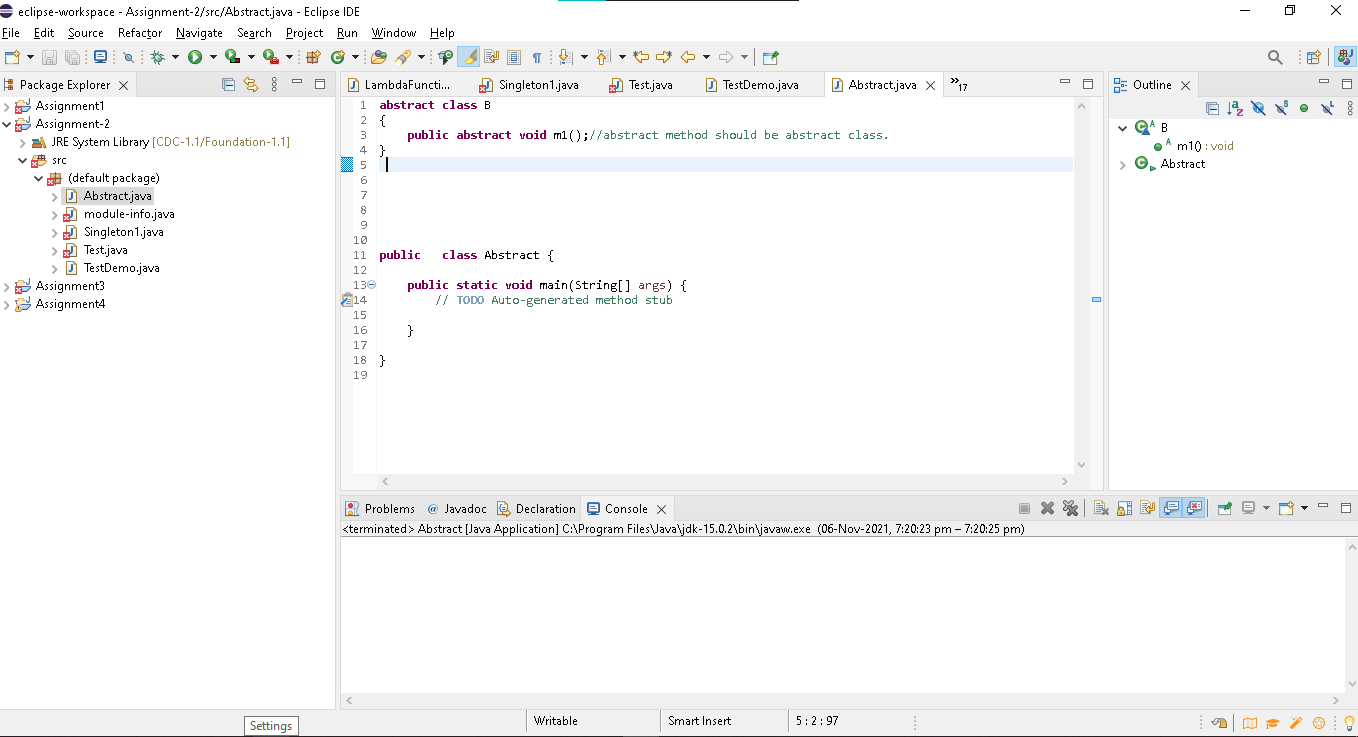 eclipse-workspace - Assignment-2/src/Abstract.java - Eclipse IDE
File Edit Source Refactor Navigate Search Project Run Window Help
Package Explorer
Assignment1
Assignment-2
JRE System Library [CDC-1.1/Foundation-1.1]
src
(default package)
Abstract.java
module-info.java
Singleton1.java
Test.java
TestDemo.java
Assignment3
Assignment4
LambdaFuncti... Singleton1.java Test.java TestDemo.java Abstract.java »17
1 abstract class B
2 {
3 public abstract void m1();//abstract method should be abstract class.
4 }
5
6
7
8
9
10
11 public class Abstract {
12
13 public static void main(String[] args) {
14 // TODO Auto-generated method stub
15
16 }
17
18 }
19
Outline
B
m1() : void
Abstract
Problems @ Javadoc Declaration Console
<terminated> Abstract [Java Application] C:\Program Files\Java\jdk-15.0.2\bin\javaw.exe (06-Nov-2021, 7:20:23 pm – 7:20:25 pm)
Settings
Writable Smart Insert 5 : 2 : 97